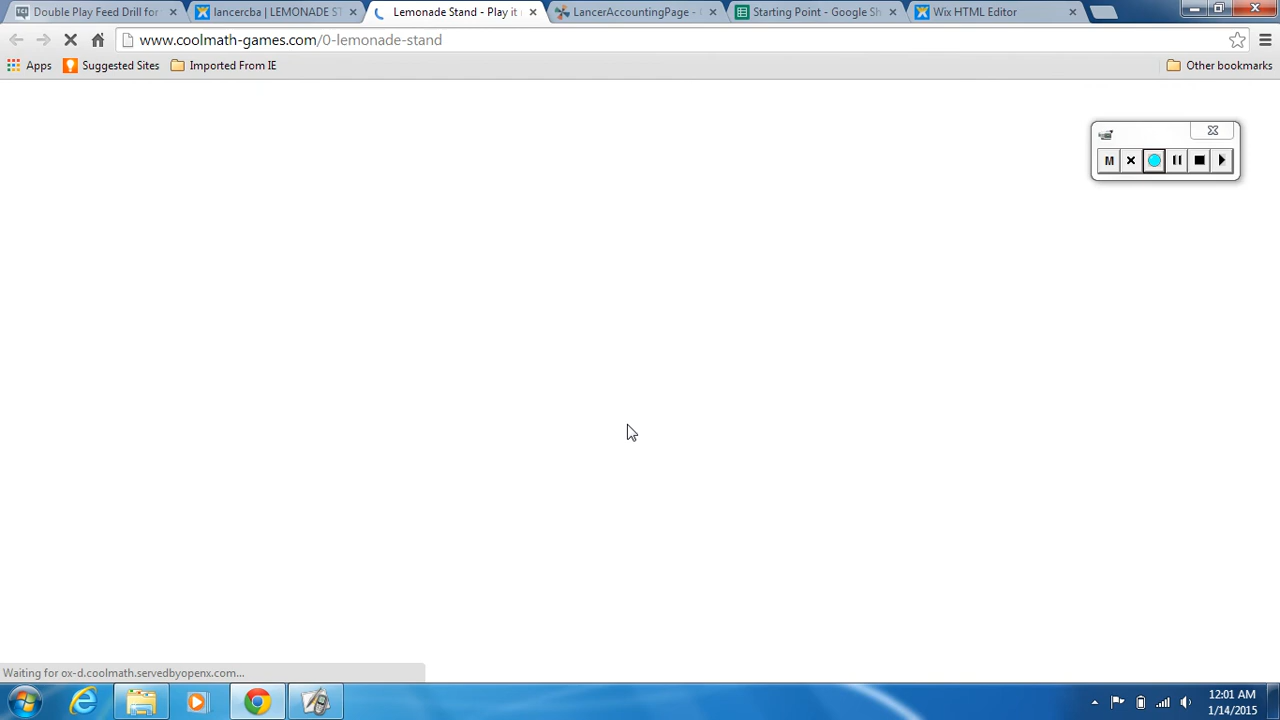 Double Play Feed Drill for
lancercba | LEMONADE ST
Lemonade Stand - Play it
LancerAccountingPage -
Starting Point - Google Sh
Wix HTML Editor
www.coolmath-games.com/0-lemonade-stand
Apps
Suggested Sites
Imported From IE
Other bookmarks
M
Waiting for ox-d.coolmath.servedbyopenx.com...
12:01 AM
1/14/2015